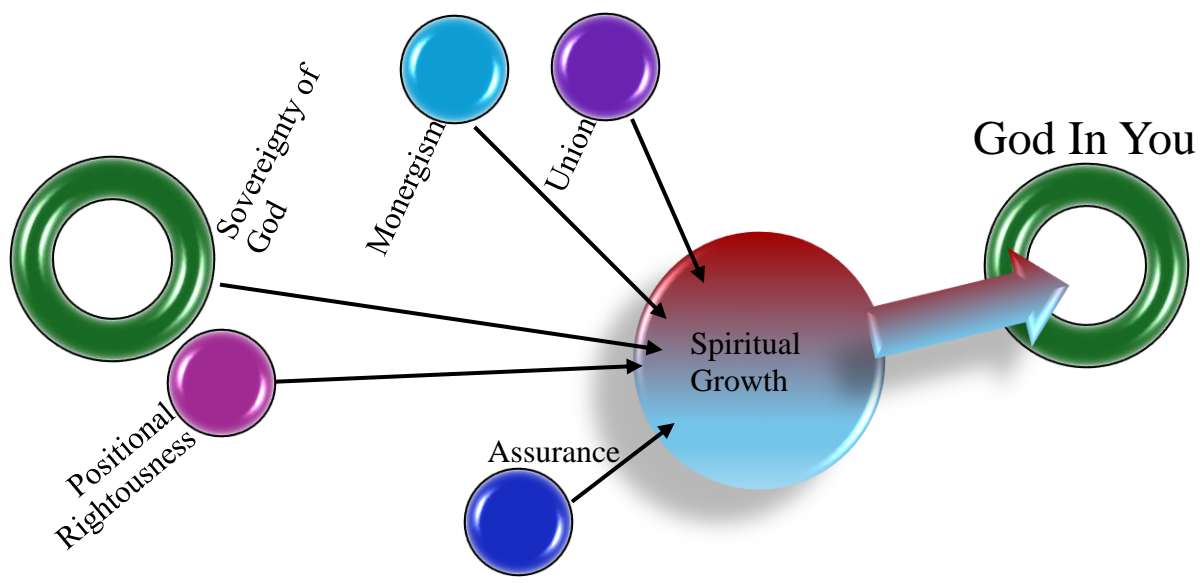 Sovereignty of
God
Monergism
Union
God In You
Spiritual
Growth
Positional
Rightousness
Assurance